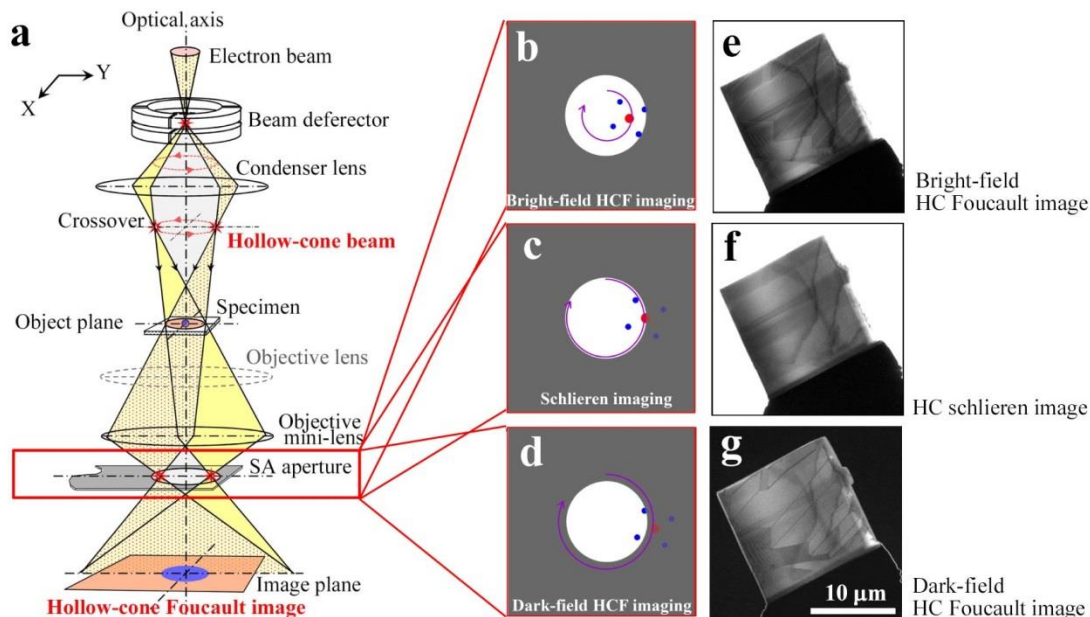 a
Optical axis
Electron beam
Y
X
Beam deferector
Condenser lens
Crossover
Hollow-cone beam
Specimen
Object plane
Objective lens
Objective
mini-lens
SA aperture
Image plane
Hollow-cone Foucault image
b
Bright-field HCF imaging
c
Schlieren imaging
d
Dark-field HCF imaging
e
Bright-field
HC Foucault image
f
HC schlieren image
g
10 μm
Dark-field
HC Foucault image